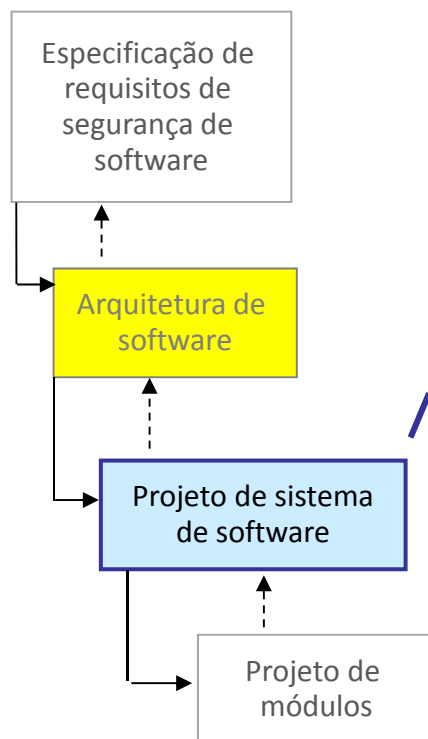 Especificação de
requisitos de
segurança de
software
Arquitetura de
software
Projeto de sistema
de software
Projeto de
módulos